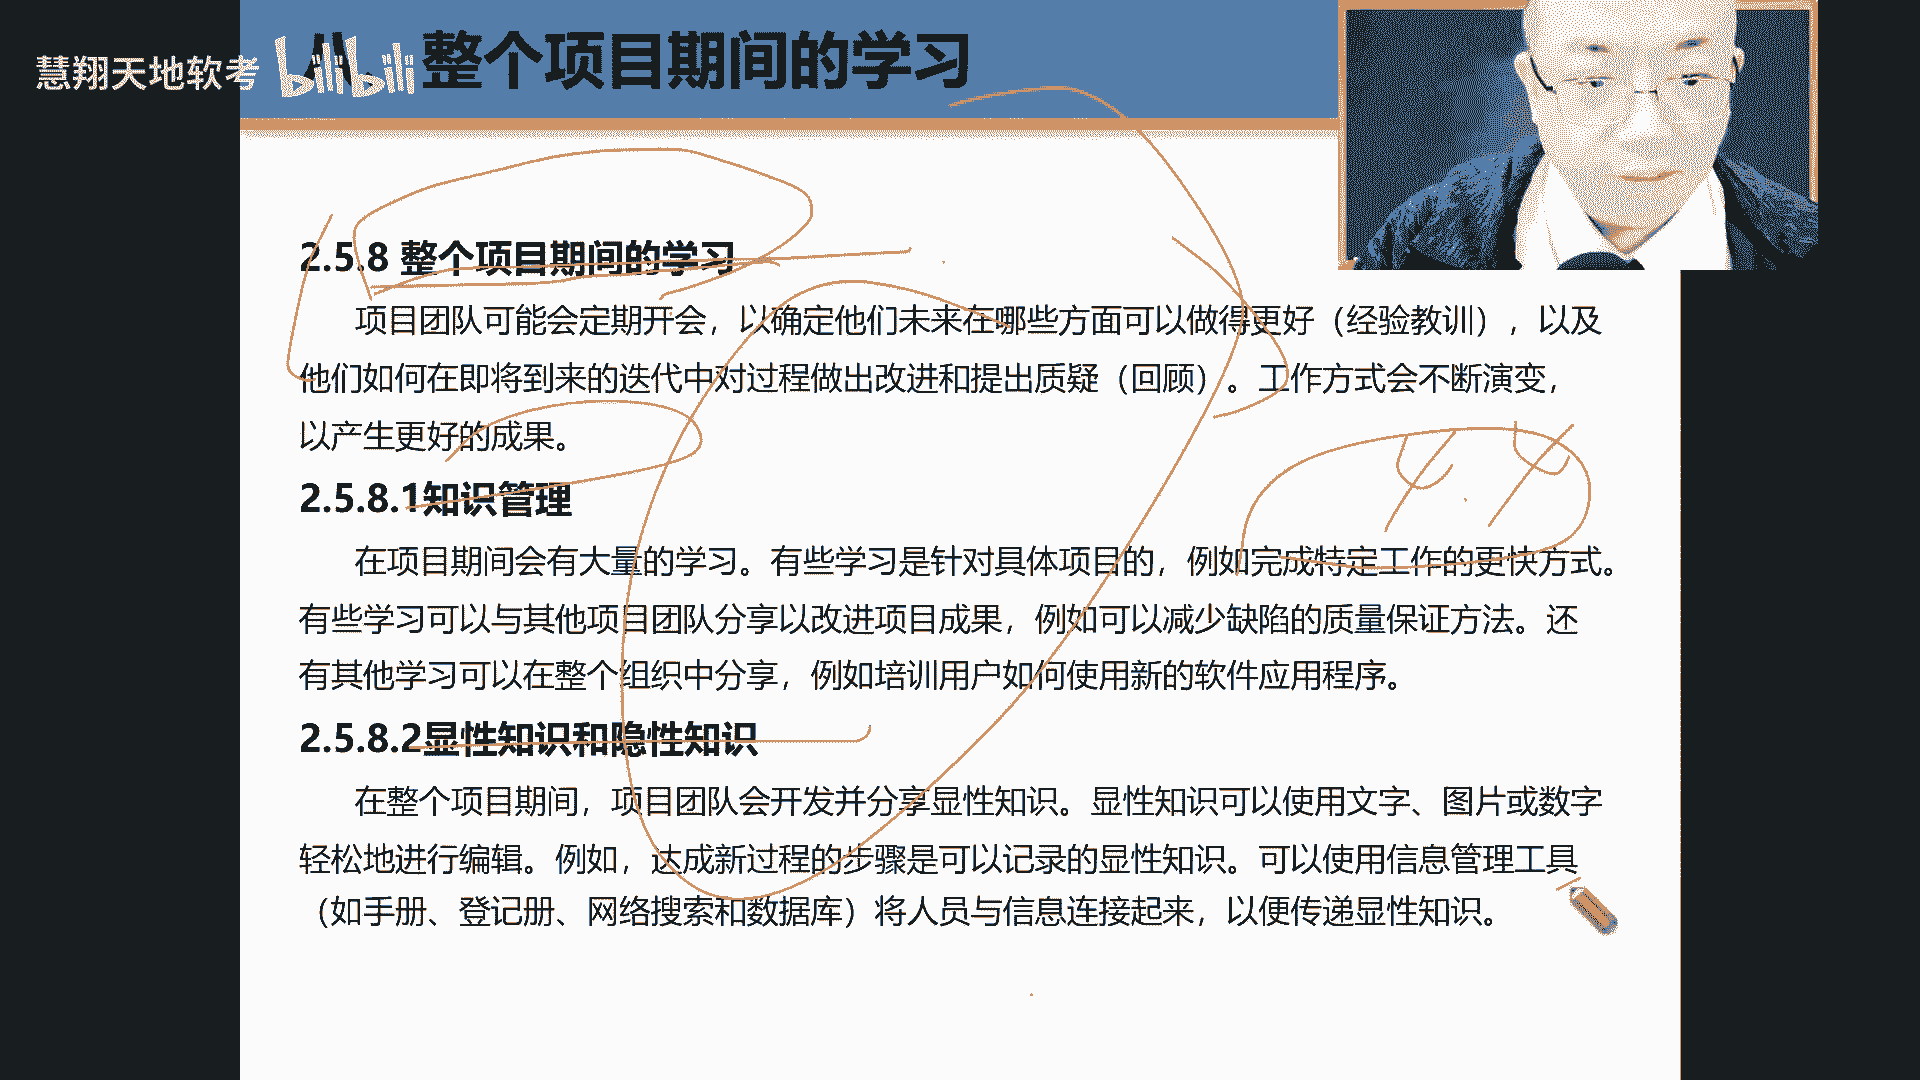 慧翔天地软考 bilibili 整个项目期间的学习
2.5.8 整个项目期间的学习
项目团队可能会定期开会，以确定他们未来在哪些方面可以做得更好（经验教训），以及
他们如何在即将到来的迭代中对过程做出改进和提出质疑（回顾）。工作方式会不断演变，
以产生更好的成果。
2.5.8.1知识管理
在项目期间会有大量的学习。有些学习是针对具体项目的，例如完成特定工作的更快方式。
有些学习可以与其他项目团队分享以改进项目成果，例如可以减少缺陷的质量保证方法。还
有其他学习可以在整个组织中分享，例如培训用户如何使用新的软件应用程序。
2.5.8.2显性知识和隐性知识
在整个项目期间，项目团队会开发并分享显性知识。显性知识可以使用文字、图片或数字
轻松地进行编辑。例如，达成新过程的步骤是可以记录的显性知识。可以使用信息管理工具
（如手册、登记册、网络搜索和数据库）将人员与信息连接起来，以便传递显性知识。